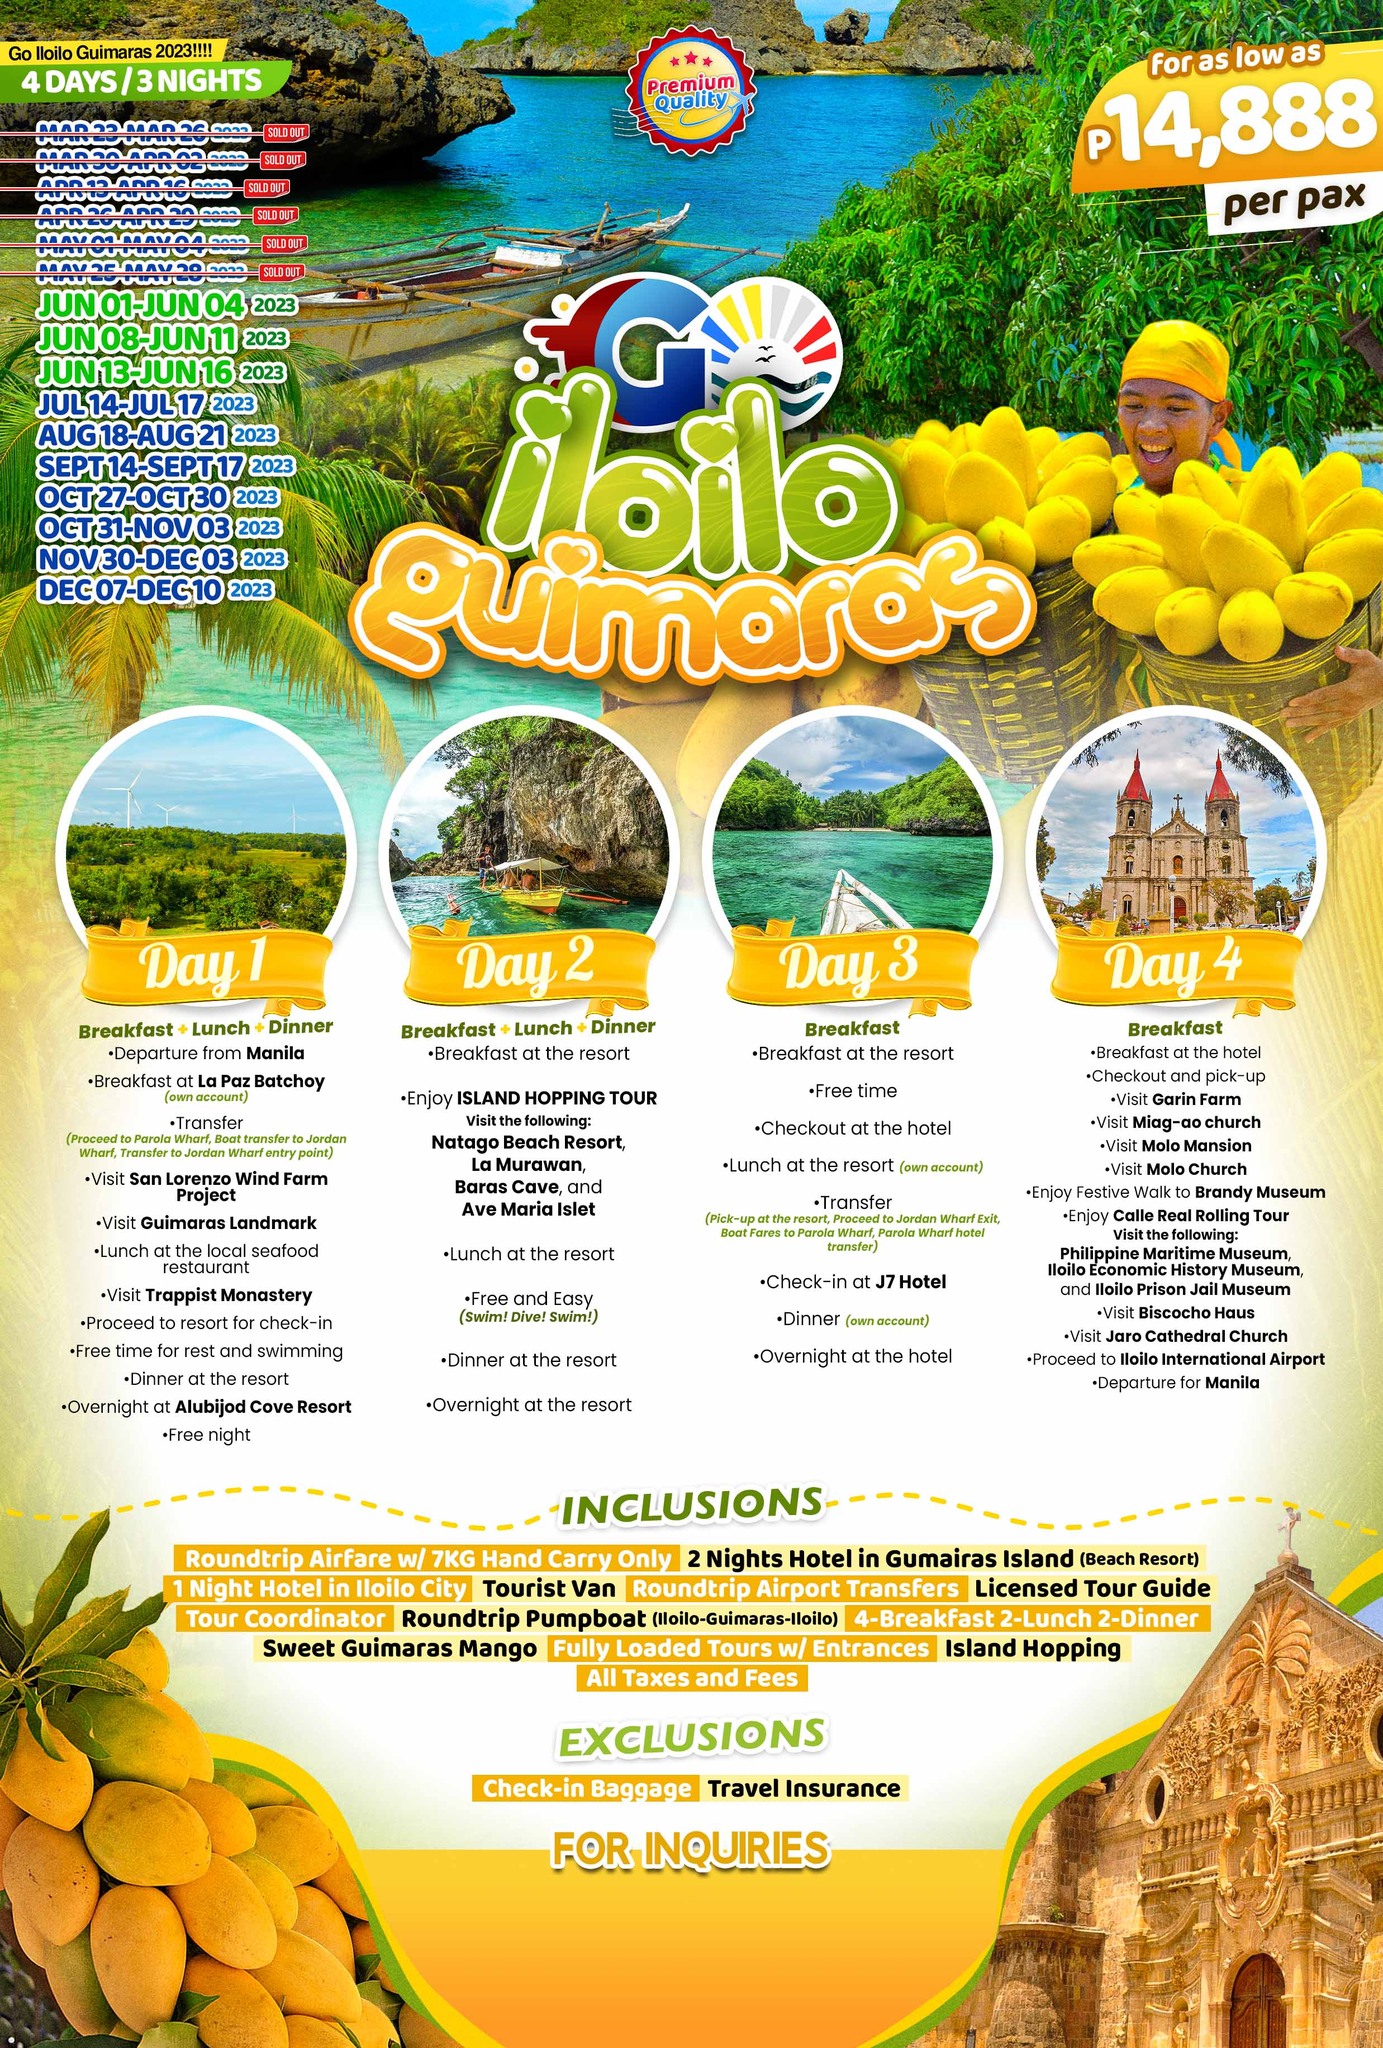 Go Iloilo Guimaras 2023!!!!
4 DAYS / 3 NIGHTS
MAR 23-MAR 26 2023 SOLD OUT
MAR 30-APR 02 2023 SOLD OUT
APR 13-APR 16 2023 SOLD OUT
APR 26-APR 29 2023 SOLD OUT
MAY 01-MAY 04 2023 SOLD OUT
MAY 25-MAY 28 2023 SOLD OUT
JUN 01-JUN 04 2023
JUN 08-JUN 11 2023
JUN 13-JUN 16 2023
JUL 14-JUL 17 2023
AUG 18-AUG 21 2023
SEPT 14-SEPT 17 2023
OCT 27-OCT 30 2023
OCT 31-NOV 03 2023
NOV 30-DEC 03 2023
DEC 07-DEC 10 2023
Premium
Quality
for as low as
P14,888
per pax
GO
iloilo
guimaras
Day 1
Breakfast + Lunch + Dinner
•Departure from Manila
•Breakfast at La Paz Batchoy
(own account)
•Transfer
(Proceed to Parola Wharf, Boat transfer to Jordan
Wharf, Transfer to Jordan Wharf entry point)
•Visit San Lorenzo Wind Farm
Project
•Visit Guimaras Landmark
•Lunch at the local seafood
restaurant
•Visit Trappist Monastery
•Proceed to resort for check-in
•Free time for rest and swimming
•Dinner at the resort
•Overnight at Alubijod Cove Resort
•Free night
Day 2
Breakfast + Lunch + Dinner
•Breakfast at the resort
•Enjoy ISLAND HOPPING TOUR
Visit the following:
Natago Beach Resort,
La Murawan,
Baras Cave, and
Ave Maria Islet
•Lunch at the resort
•Free and Easy
(Swim! Dive! Swim!)
•Dinner at the resort
•Overnight at the resort
Day 3
Breakfast
•Breakfast at the resort
•Free time
•Checkout at the hotel
•Lunch at the resort (own account)
•Transfer
(Pick-up at the resort, Proceed to Jordan Wharf Exit,
Boat Fares to Parola Wharf, Parola Wharf hotel
transfer)
•Check-in at J7 Hotel
•Dinner (own account)
•Overnight at the hotel
Day 4
Breakfast
•Breakfast at the hotel
•Checkout and pick-up
•Visit Garin Farm
•Visit Miag-ao church
•Visit Molo Mansion
•Visit Molo Church
•Enjoy Festive Walk to Brandy Museum
•Enjoy Calle Real Rolling Tour
Visit the following:
Philippine Maritime Museum,
Iloilo Economic History Museum,
and Iloilo Prison Jail Museum
•Visit Biscocho Haus
•Visit Jaro Cathedral Church
•Proceed to Iloilo International Airport
•Departure for Manila
INCLUSIONS
Roundtrip Airfare w/ 7KG Hand Carry Only 2 Nights Hotel in Gumairas Island (Beach Resort)
1 Night Hotel in Iloilo City Tourist Van Roundtrip Airport Transfers Licensed Tour Guide
Tour Coordinator Roundtrip Pumpboat (Iloilo-Guimaras-Iloilo) 4-Breakfast 2-Lunch 2-Dinner
Sweet Guimaras Mango Fully Loaded Tours w/ Entrances Island Hopping
All Taxes and Fees
EXCLUSIONS
Check-in Baggage Travel Insurance
FOR INQUIRIES